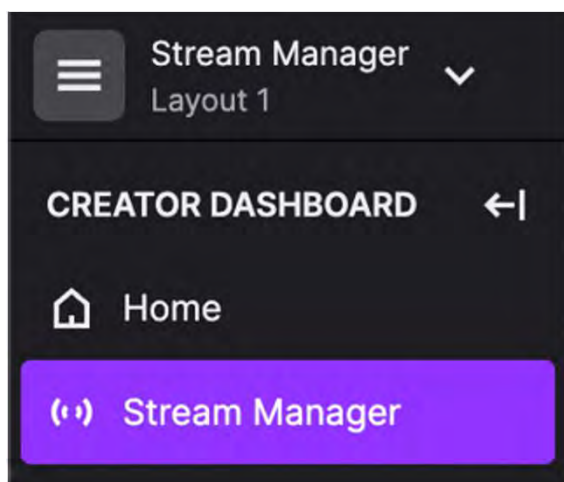 Stream Manager
Layout 1
CREATOR DASHBOARD
Home
Stream Manager